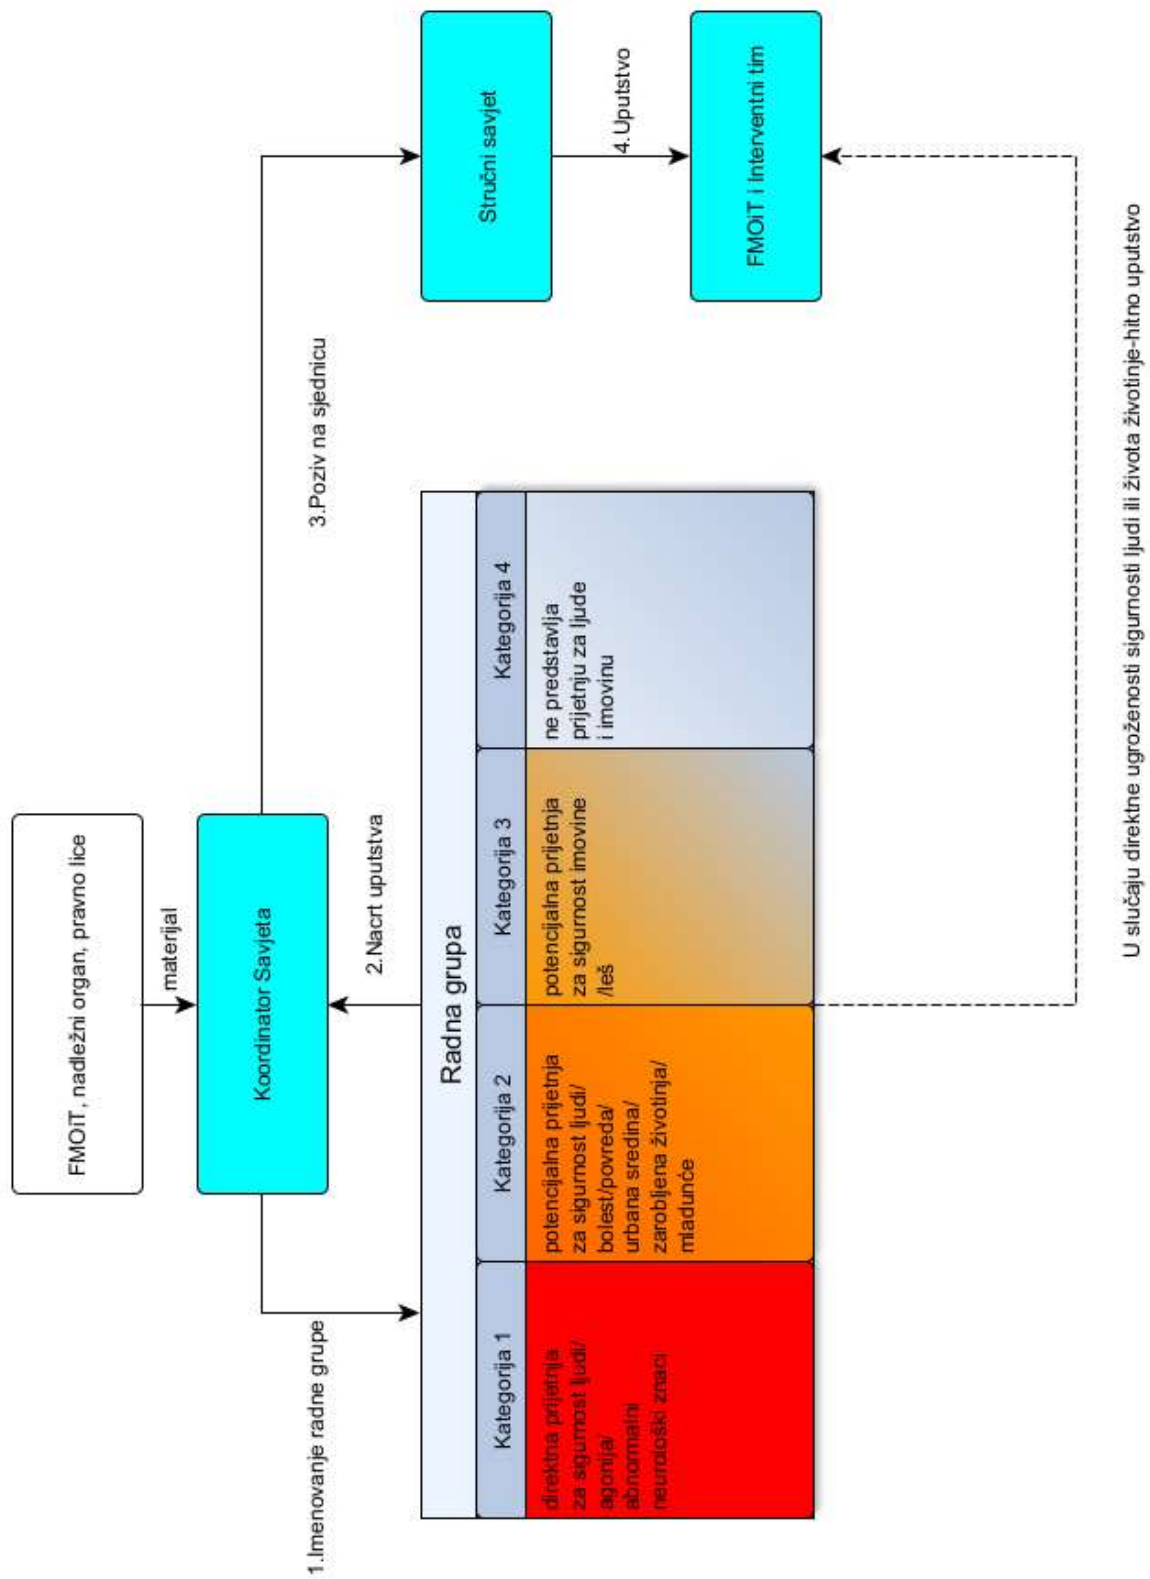 FMOiT, nadležni organ, pravno lice
materijal
Koordinator Savjeta
1.Imenovanje radne grupe
2.Nacrt uputstva
3.Poziv na sjednicu
Radna grupa
Kategorija 1
direktna prijetnja
za sigurnost ljudi/
agonija/
abnormalni
neurološki znaci
Kategorija 2
potencijalna prijetnja
za sigurnost ljudi/
bolest/povreda/
urbana sredina/
zarobljena životinja/
mladunče
Kategorija 3
potencijalna prijetnja
za sigurnost imovine
/leš
Kategorija 4
ne predstavlja
prijetnju za ljude
i imovinu
Stručni savjet
4.Uputstvo
FMOiT i Interventni tim
U slučaju direktne ugroženosti sigurnosti ljudi ili života životinje-hitno uputstvo